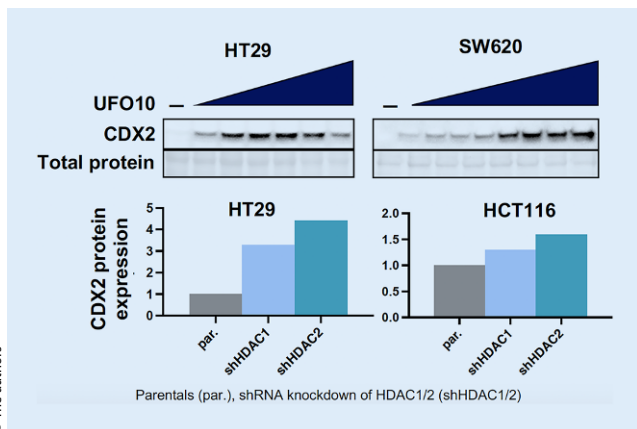 HT29
SW620
UFO10 –
–
CDX2
Total protein
HT29
HCT116
CDX2 protein
expression
5
4
3
2
1
0
par.
shHDAC1
shHDAC2
2.0
1.5
1.0
0.5
0.0
par.
shHDAC1
shHDAC2
Parentals (par.), shRNA knockdown of HDAC1/2 (shHDAC1/2)